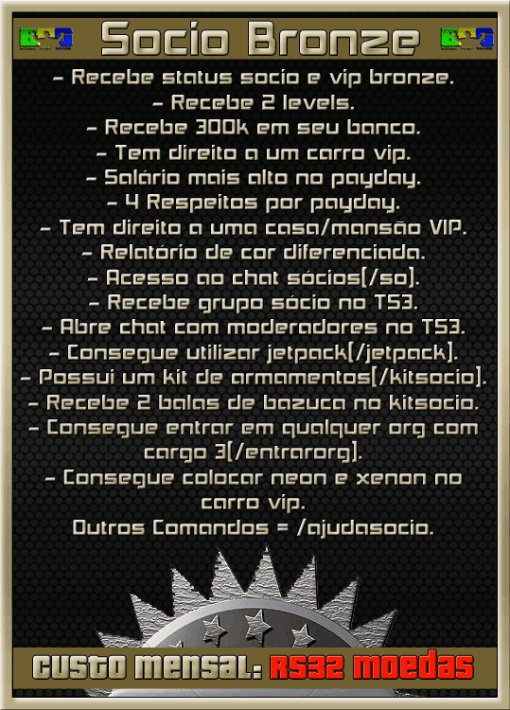 Socio Bronze
- Recebe status socio e vip bronze.
- Recebe 2 levels.
- Recebe 300k em seu banco.
- Tem direito a um carro vip.
- Salário mais alto no payday.
- 4 Respeitos por payday.
- Tem direito a uma casa/mansão VIP.
- Relatório de cor diferenciada.
- Acesso ao chat sócios[/so].
- Recebe grupo sócio no TS3.
- Abre chat com moderadores no TS3.
- Consegue utilizar jetpack[/jetpack].
- Possui um kit de armamentos[/kitsocio].
- Recebe 2 balas de bazuca no kitsocio.
- Consegue entrar em qualquer org com
cargo 3[/entrarorg].
- Consegue colocar neon e xenon no
carro vip.
Outros Comandos = /ajudasocio.
Custo mensal: R$32 moedas